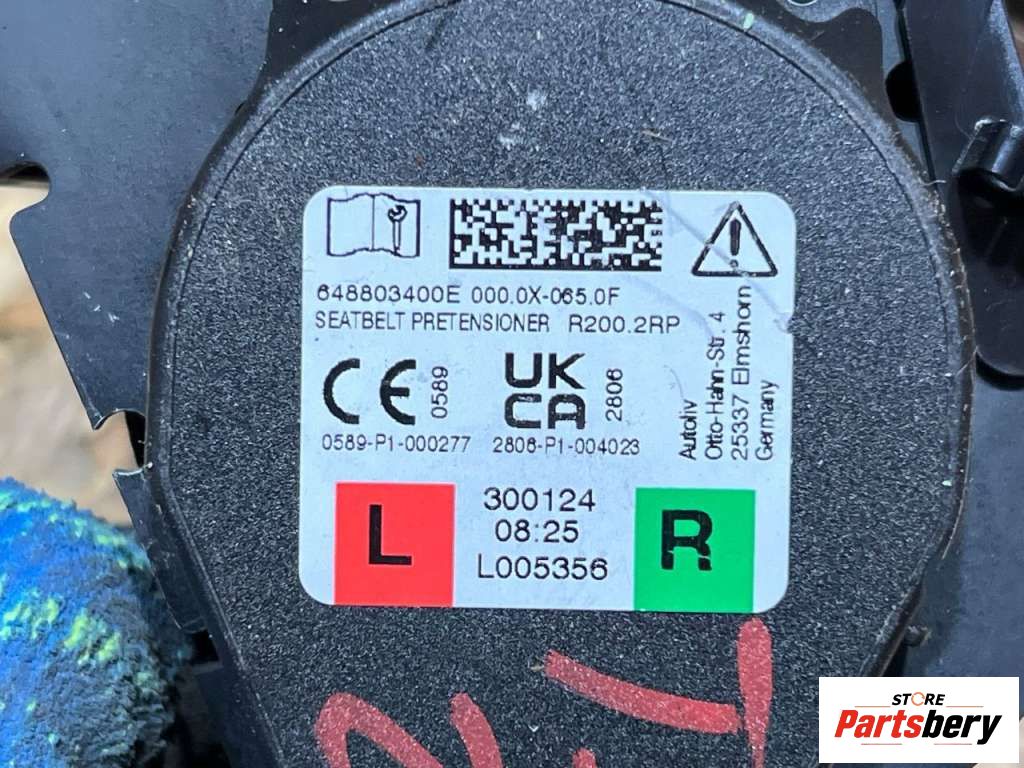 648803400E 000.0X-065.0F
SEATBELT PRETENSIONER R200.2RP
CE 0589
UK
CA 2806
0589-P1-000277 2806-P1-004023
Autoliv
Otto-Hahn-Str. 4
25337 Elmshorn
Germany
L
300124
08:25
L005356
R
STORE
Partsbery